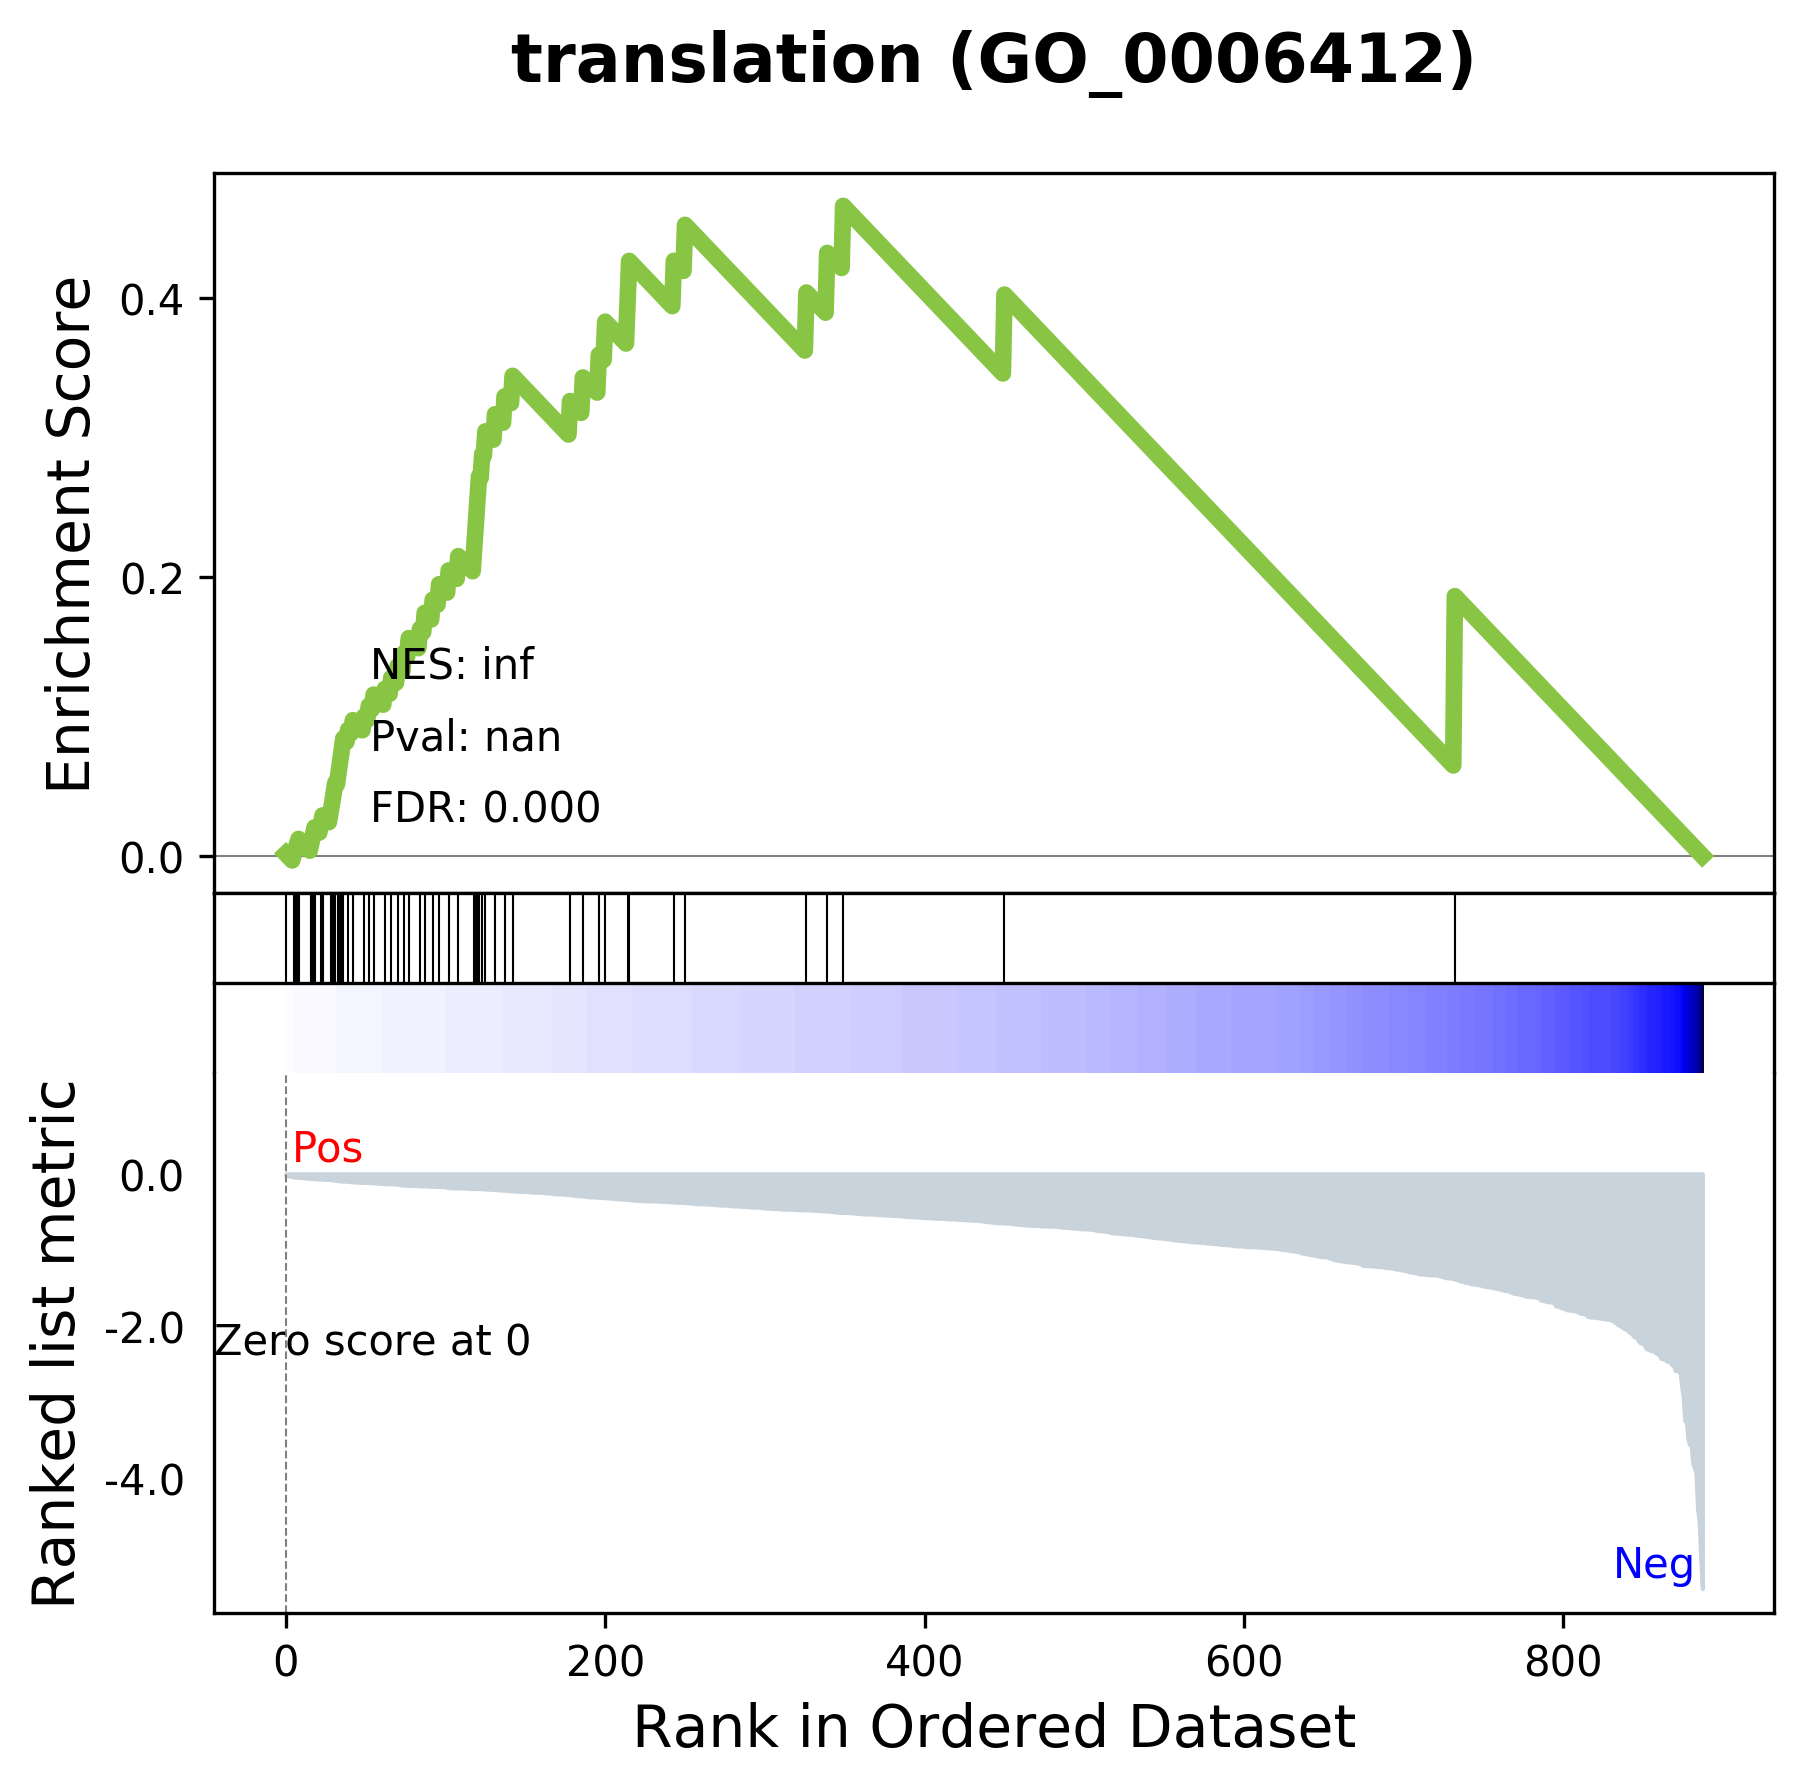 translation (GO_0006412)
Enrichment Score
0.4
0.2
0.0
NES: inf
Pval: nan
FDR: 0.000
Ranked list metric
0.0
-2.0
-4.0
Pos
Zero score at 0
Neg
0 200 400 600 800
Rank in Ordered Dataset